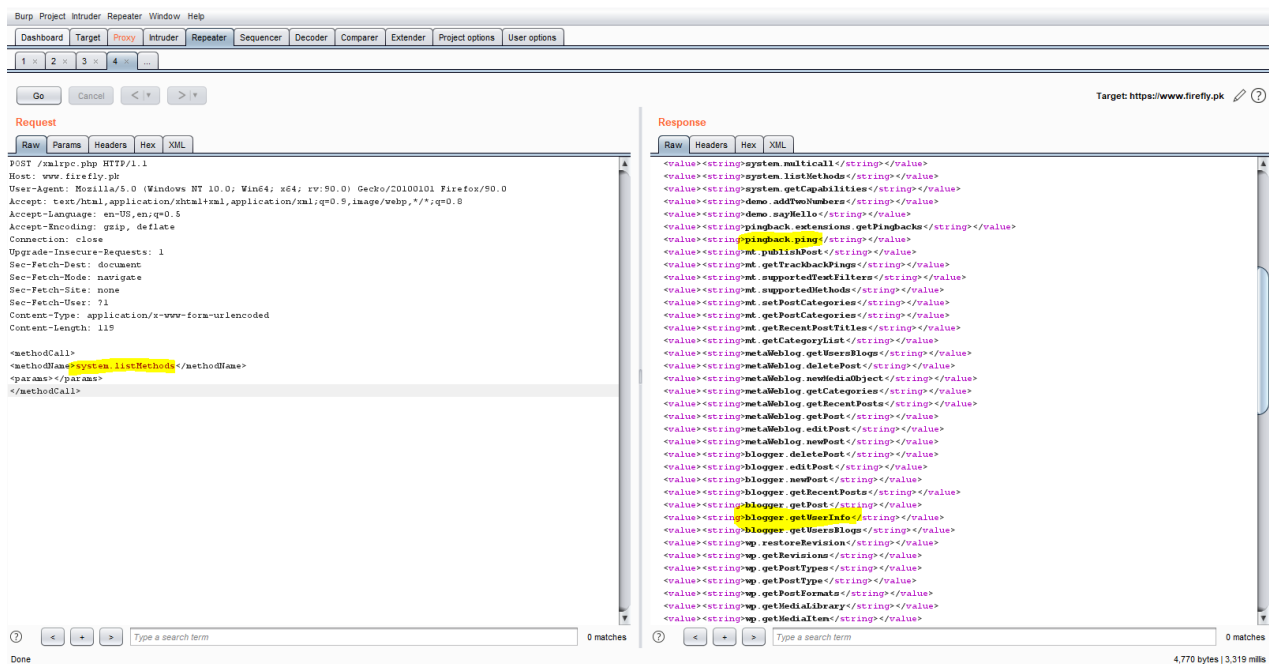 Burp Project Intruder Repeater Window Help
Dashboard Target Proxy Intruder Repeater Sequencer Decoder Comparer Extender Project options User options
1 × 2 × 3 × 4 × ...
Go Cancel < | ▾ > | ▾ Target: https://www.firefly.pk ?
Request
Raw Params Headers Hex XML
POST /xmlrpc.php HTTP/1.1
Host: www.firefly.pk
User-Agent: Mozilla/5.0 (Windows NT 10.0; Win64; x64; rv:90.0) Gecko/20100101 Firefox/90.0
Accept: text/html,application/xhtml+xml,application/xml;q=0.9,image/webp,*/*;q=0.8
Accept-Language: en-US,en;q=0.5
Accept-Encoding: gzip, deflate
Connection: close
Upgrade-Insecure-Requests: 1
Sec-Fetch-Dest: document
Sec-Fetch-Mode: navigate
Sec-Fetch-Site: none
Sec-Fetch-User: ?1
Content-Type: application/x-www-form-urlencoded
Content-Length: 115
<methodCall>
<methodName>system.listMethods</methodName>
<params></params>
</methodCall>
? < + > Type a search term 0 matches
Response
Raw Headers Hex XML
<value><string>system.multicall</string></value>
<value><string>system.listMethods</string></value>
<value><string>system.getCapabilities</string></value>
<value><string>demo.addTwoNumbers</string></value>
<value><string>demo.sayHello</string></value>
<value><string>pingback.extensions.getPingbacks</string></value>
<value><string>pingback.ping</string></value>
<value><string>mt.publishPost</string></value>
<value><string>mt.getTrackbackPings</string></value>
<value><string>mt.supportedTextFilters</string></value>
<value><string>mt.supportedMethods</string></value>
<value><string>mt.setPostCategories</string></value>
<value><string>mt.getPostCategories</string></value>
<value><string>mt.getRecentPostTitles</string></value>
<value><string>mt.getCategoryList</string></value>
<value><string>metaWeblog.getUsersBlogs</string></value>
<value><string>metaWeblog.deletePost</string></value>
<value><string>metaWeblog.newMediaObject</string></value>
<value><string>metaWeblog.getCategories</string></value>
<value><string>metaWeblog.getRecentPosts</string></value>
<value><string>metaWeblog.getPost</string></value>
<value><string>metaWeblog.editPost</string></value>
<value><string>metaWeblog.newPost</string></value>
<value><string>blogger.deletePost</string></value>
<value><string>blogger.editPost</string></value>
<value><string>blogger.newPost</string></value>
<value><string>blogger.getRecentPosts</string></value>
<value><string>blogger.getPost</string></value>
<value><string>blogger.getUserInfo</string></value>
<value><string>blogger.getUsersBlogs</string></value>
<value><string>wp.restoreRevision</string></value>
<value><string>wp.getRevisions</string></value>
<value><string>wp.getPostTypes</string></value>
<value><string>wp.getPostType</string></value>
<value><string>wp.getPostFormats</string></value>
<value><string>wp.getMediaLibrary</string></value>
<value><string>wp.getMediaItem</string></value>
? < + > Type a search term 0 matches
Done 4,770 bytes | 3,319 millis